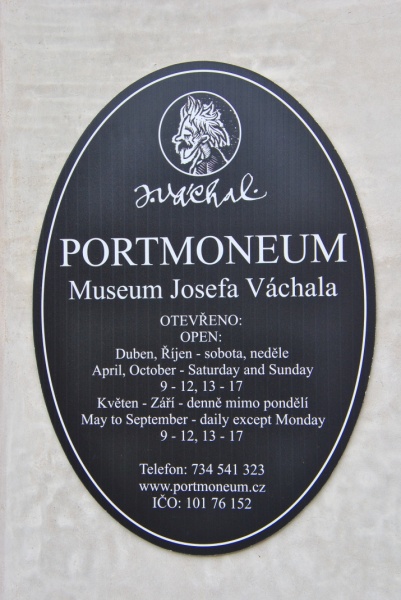 J.Váchal.
PORTMONEUM
Museum Josefa Váchala
OTEVŘENO:
OPEN:
Duben, Říjen - sobota, neděle
April, October - Saturday and Sunday
9 - 12, 13 - 17
Květen - Září - denně mimo pondělí
May to September - daily except Monday
9 - 12, 13 - 17
Telefon: 734 541 323
www.portmoneum.cz
IČO: 101 76 152